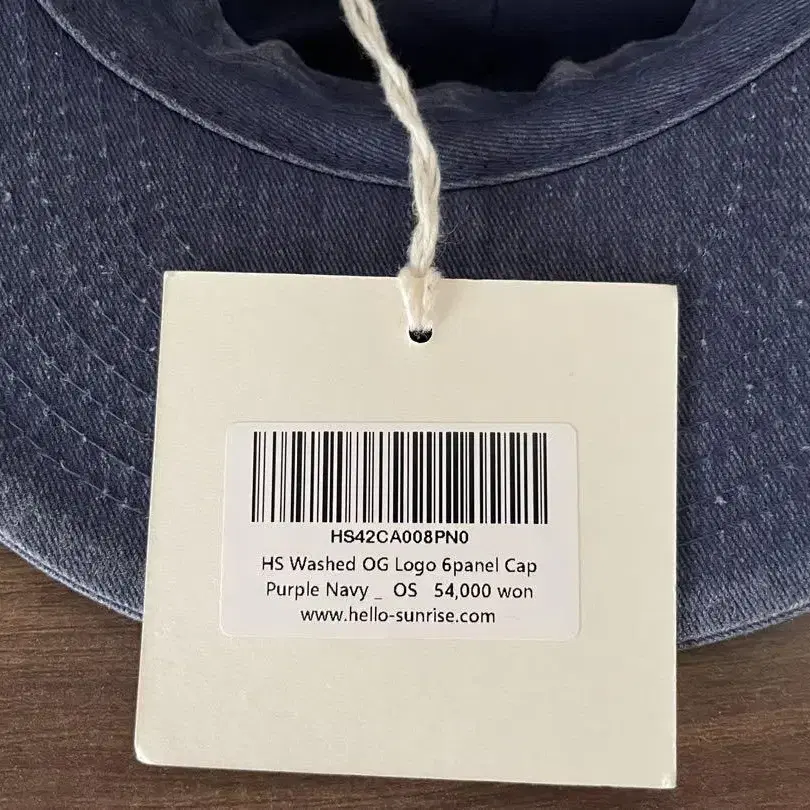 HS42CA008PN0
HS Washed OG Logo 6panel Cap
Purple Navy _ OS 54,000 won
www.hello-sunrise.com